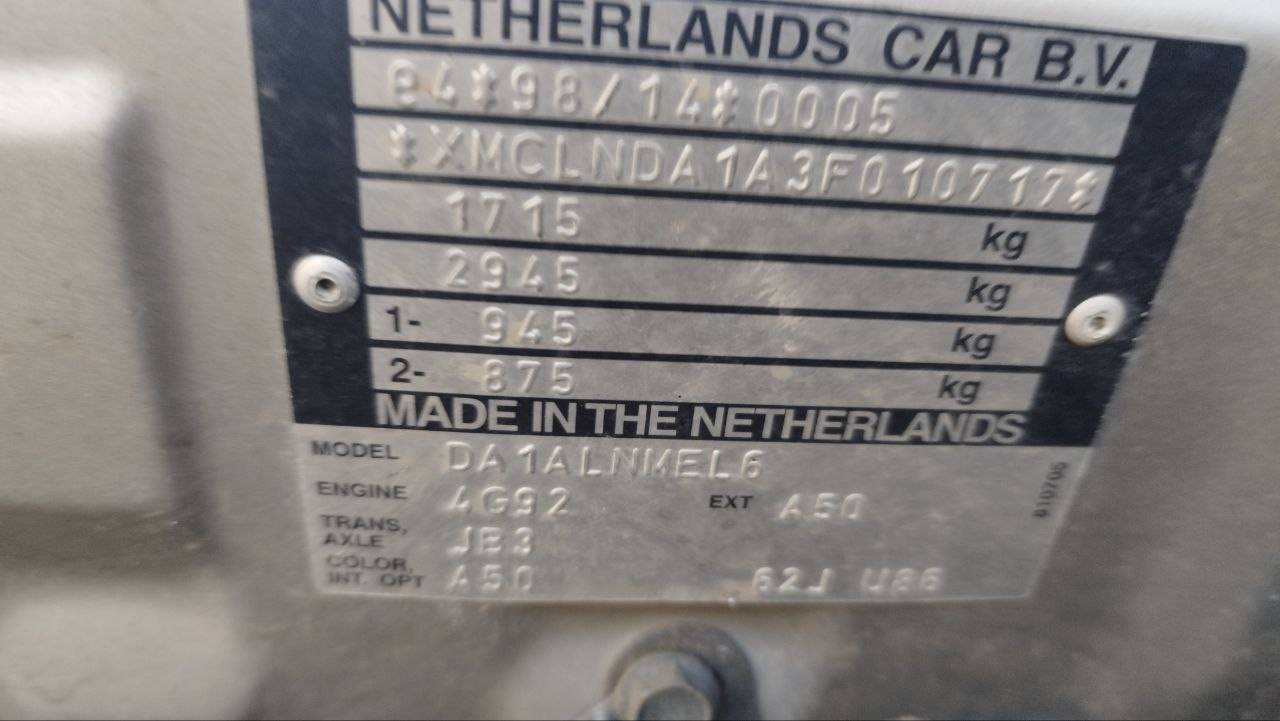 NETHERLANDS CAR B.V.
e4*98/14*0005
*XMCLNDA1A3F010717*
1715 kg
2945 kg
1- 945 kg
2- 875 kg
MADE IN THE NETHERLANDS
MODEL DA1ALNMEL6
ENGINE 4G92 EXT A50
TRANS, AXLE JB3
COLOR, INT. OPT A50 62J U86
810705